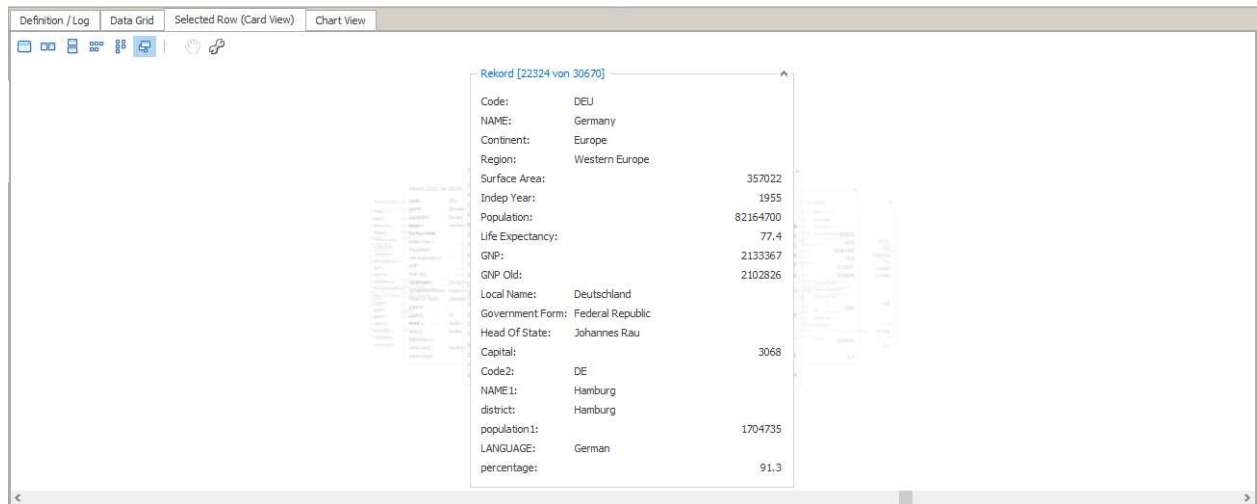 Definition / Log Data Grid Selected Row (Card View) Chart View
Rekord [22324 von 30670]
Code: DEU
NAME: Germany
Continent: Europe
Region: Western Europe
Surface Area: 357022
Indep Year: 1955
Population: 82164700
Life Expectancy: 77.4
GNP: 2133367
GNP Old: 2102826
Local Name: Deutschland
Government Form: Federal Republic
Head Of State: Johannes Rau
Capital: 3068
Code2: DE
NAME1: Hamburg
district: Hamburg
population1: 1704735
LANGUAGE: German
percentage: 91.3